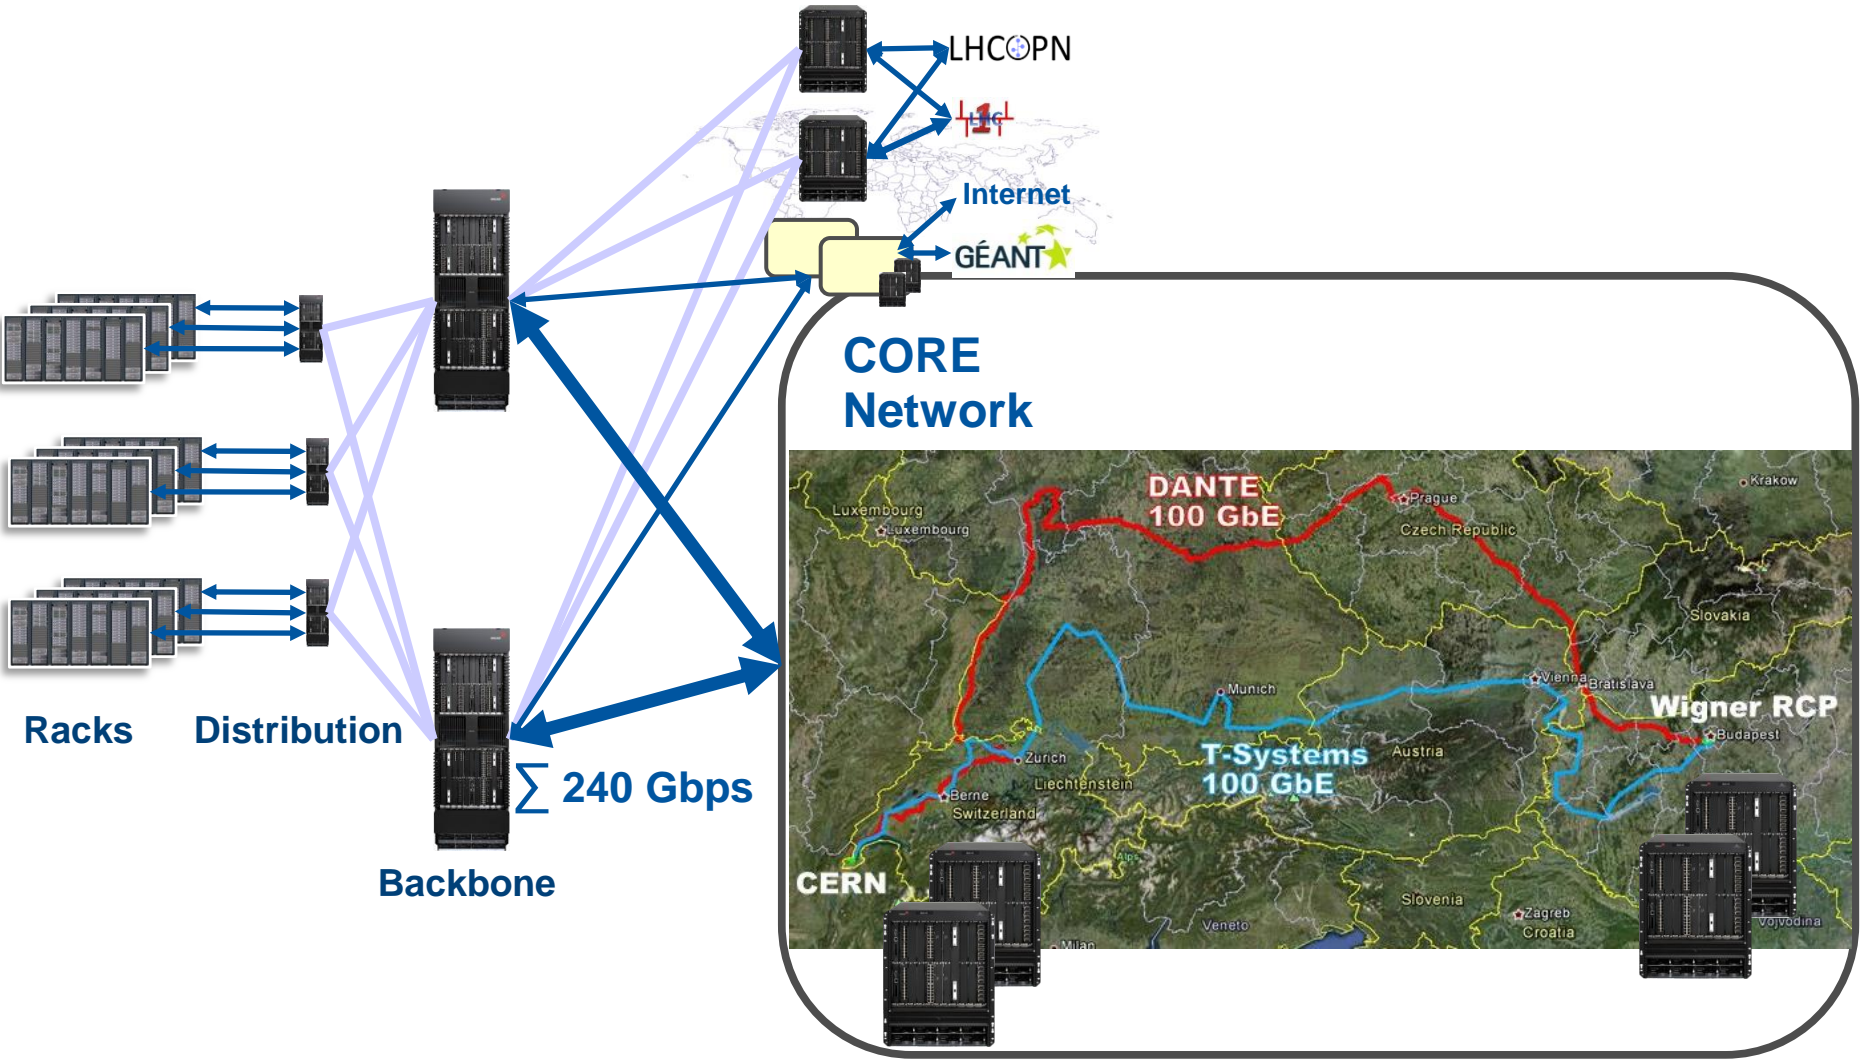 LHCOPN
LHC
1
Internet
GÉANT
CORE
Network
Racks
Distribution
∑ 240 Gbps
Backbone
DANTE
100 GbE
Prague
Krakow
Luxembourg
Luxembourg
Czech Republic
Slovakia
Munich
Vienna
Bratislava
Wigner RCP
Budapest
T-Systems
100 GbE
Austria
Zurich
Liechtenstein
Berne
Switzerland
Alps
CERN
Slovenia
Zagreb
Croatia
Veneto
Milan
Vojvodina